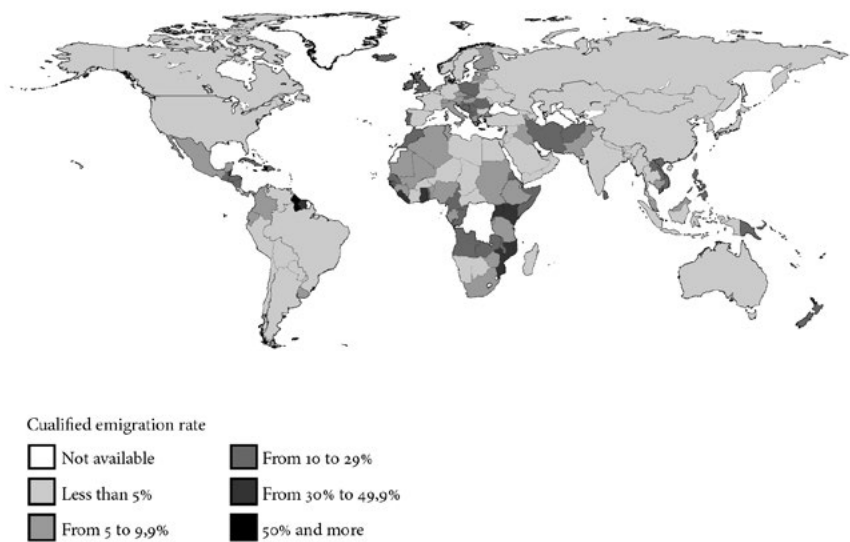 Cualified emigration rate
Not available
Less than 5%
From 5 to 9,9%
From 10 to 29%
From 30% to 49,9%
50% and more